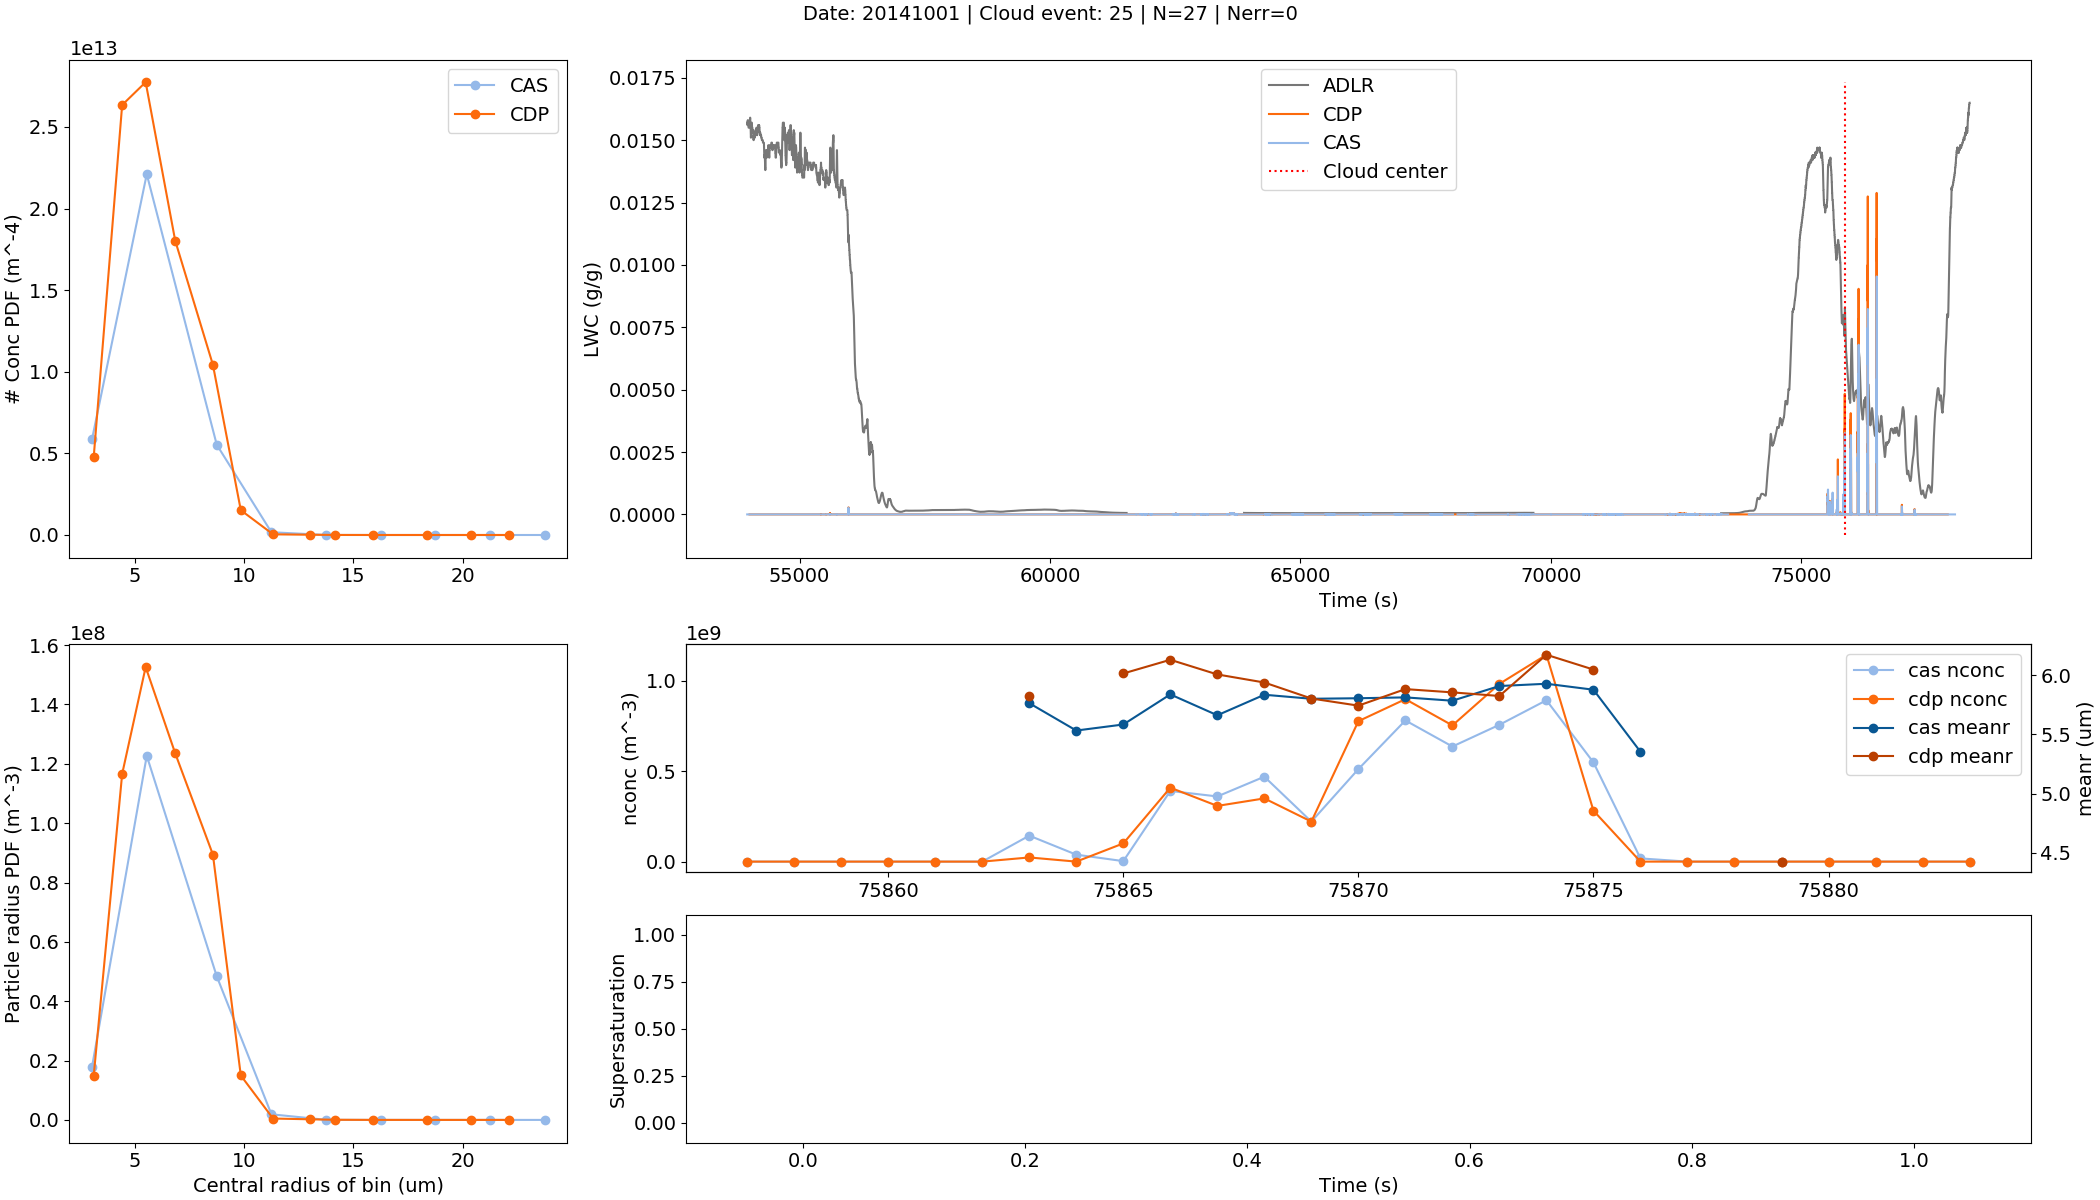 Date: 20141001 | Cloud event: 25 | N=27 | Nerr=0
1e13
# Conc PDF (m^-4)
2.5
2.0
1.5
1.0
0.5
0.0
5 10 15 20
CAS
CDP
LWC (g/g)
0.0175
0.0150
0.0125
0.0100
0.0075
0.0050
0.0025
0.0000
55000 60000 65000 70000 75000
Time (s)
ADLR
CDP
CAS
Cloud center
1e8
Particle radius PDF (m^-3)
1.6
1.4
1.2
1.0
0.8
0.6
0.4
0.2
0.0
5 10 15 20
Central radius of bin (um)
1e9
nconc (m^-3)
1.0
0.5
0.0
75860 75865 75870 75875 75880
cas nconc
cdp nconc
cas meanr
cdp meanr
6.0
5.5
5.0
4.5
meanr (um)
Supersaturation
1.00
0.75
0.50
0.25
0.00
0.0 0.2 0.4 0.6 0.8 1.0
Time (s)